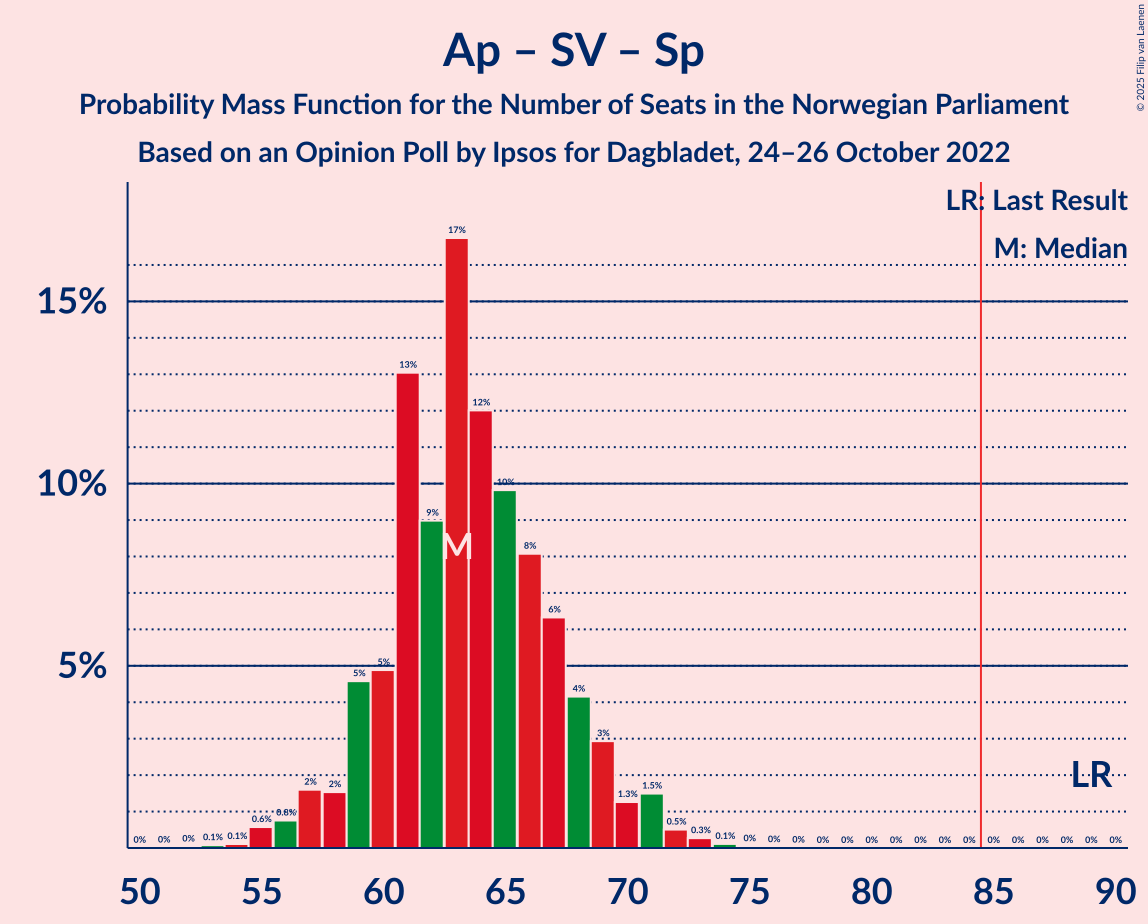 Ap – SV – Sp
Probability Mass Function for the Number of Seats in the Norwegian Parliament
Based on an Opinion Poll by Ipsos for Dagbladet, 24–26 October 2022
© 2025 Filip van Laenen
LR: Last Result
M: Median
15%
10%
5%
17%
13%
12%
10%
9%
M
8%
6%
5%
5%
4%
3%
2%
2%
1.5%
1.3%
0.8%
0.6%
0.5%
0.3%
LR
0% 0% 0% 0.1% 0.1% 0.1% 0% 0% 0% 0% 0% 0% 0% 0% 0% 0% 0% 0% 0% 0% 0% 0%
50 55 60 65 70 75 80 85 90